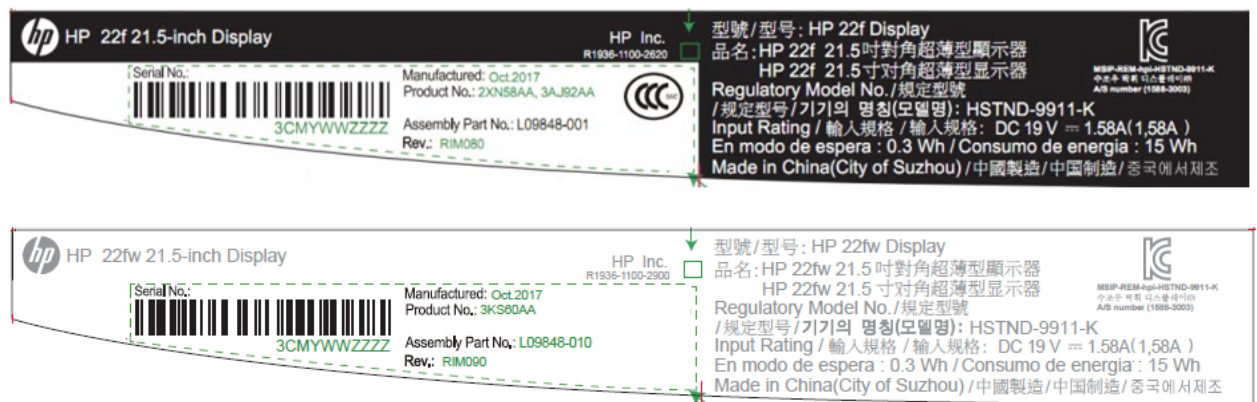 hp HP 22f 21.5-inch Display
HP Inc.
R1936-1100-2620
Serial No.:
3CMYWWZZZZ
Manufactured: Oct.2017
Product No.: 2XN58AA, 3AJ92AA
Assembly Part No.: L09848-001
Rev.: RIM080
CCC
型號/型号: HP 22f Display
品名: HP 22f 21.5吋對角超薄型顯示器
HP 22f 21.5寸对角超薄型显示器
Regulatory Model No./規定型號
/规定型号/기기의 명칭(모델명): HSTND-9911-K
Input Rating / 輸入規格 / 输入规格: DC 19 V ⎓ 1.58A(1,58A )
En modo de espera : 0.3 Wh / Consumo de energia : 15 Wh
Made in China(City of Suzhou) /中國製造/中国制造/중국에서제조
MSIP-REM-hpi-HSTND-9911-K
A/S number (1588-3003)
hp HP 22fw 21.5-inch Display
HP Inc.
R1936-1100-2900
Serial No.:
3CMYWWZZZZ
Manufactured: Oct.2017
Product No.: 3KS60AA
Assembly Part No.: L09848-010
Rev.: RIM090
型號/型号: HP 22fw Display
品名: HP 22fw 21.5吋對角超薄型顯示器
HP 22fw 21.5寸对角超薄型显示器
Regulatory Model No./規定型號
/规定型号/기기의 명칭(모델명): HSTND-9911-K
Input Rating / 輸入規格 / 输入规格: DC 19 V ⎓ 1.58A(1,58A )
En modo de espera : 0.3 Wh / Consumo de energia : 15 Wh
Made in China(City of Suzhou) /中國製造/中国制造/중국에서제조
MSIP-REM-hpi-HSTND-9911-K
A/S number (1588-3003)